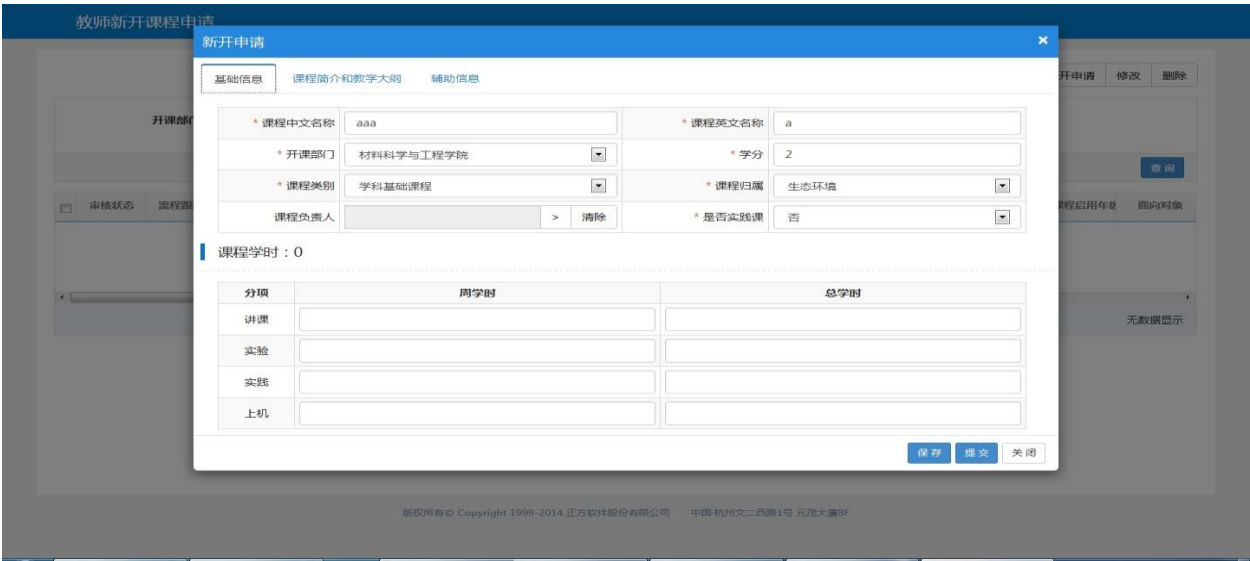 教师新开课程申请
新开申请 ×
基础信息 课程简介和教学大纲 辅助信息
开申请 修改 删除
开课部门
* 课程中文名称 aaa * 课程英文名称 a
* 开课部门 材料科学与工程学院 * 学分 2
查 询
* 课程类别 学科基础课程 * 课程归属 生态环境
审核状态 流程跟
课程启用年级 面向对象
课程负责人 > 清除 * 是否实践课 否
课程学时：0
分项 周学时 总学时
讲课
无数据显示
实验
实践
上机
保 存 提 交 关 闭
版权所有© Copyright 1999-2014 正方软件股份有限公司 中国·杭州文二西路1号 元茂大厦8F